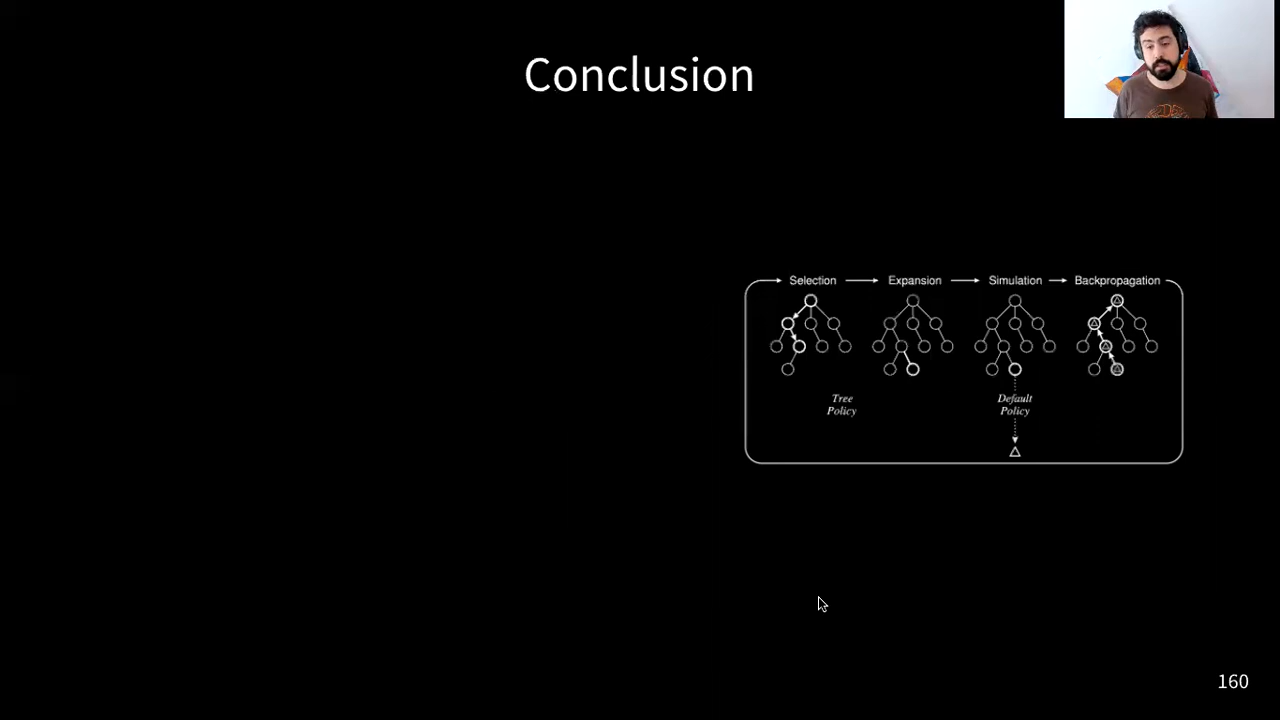 Conclusion
Selection Expansion Simulation Backpropagation
Tree
Policy
Default
Policy
160